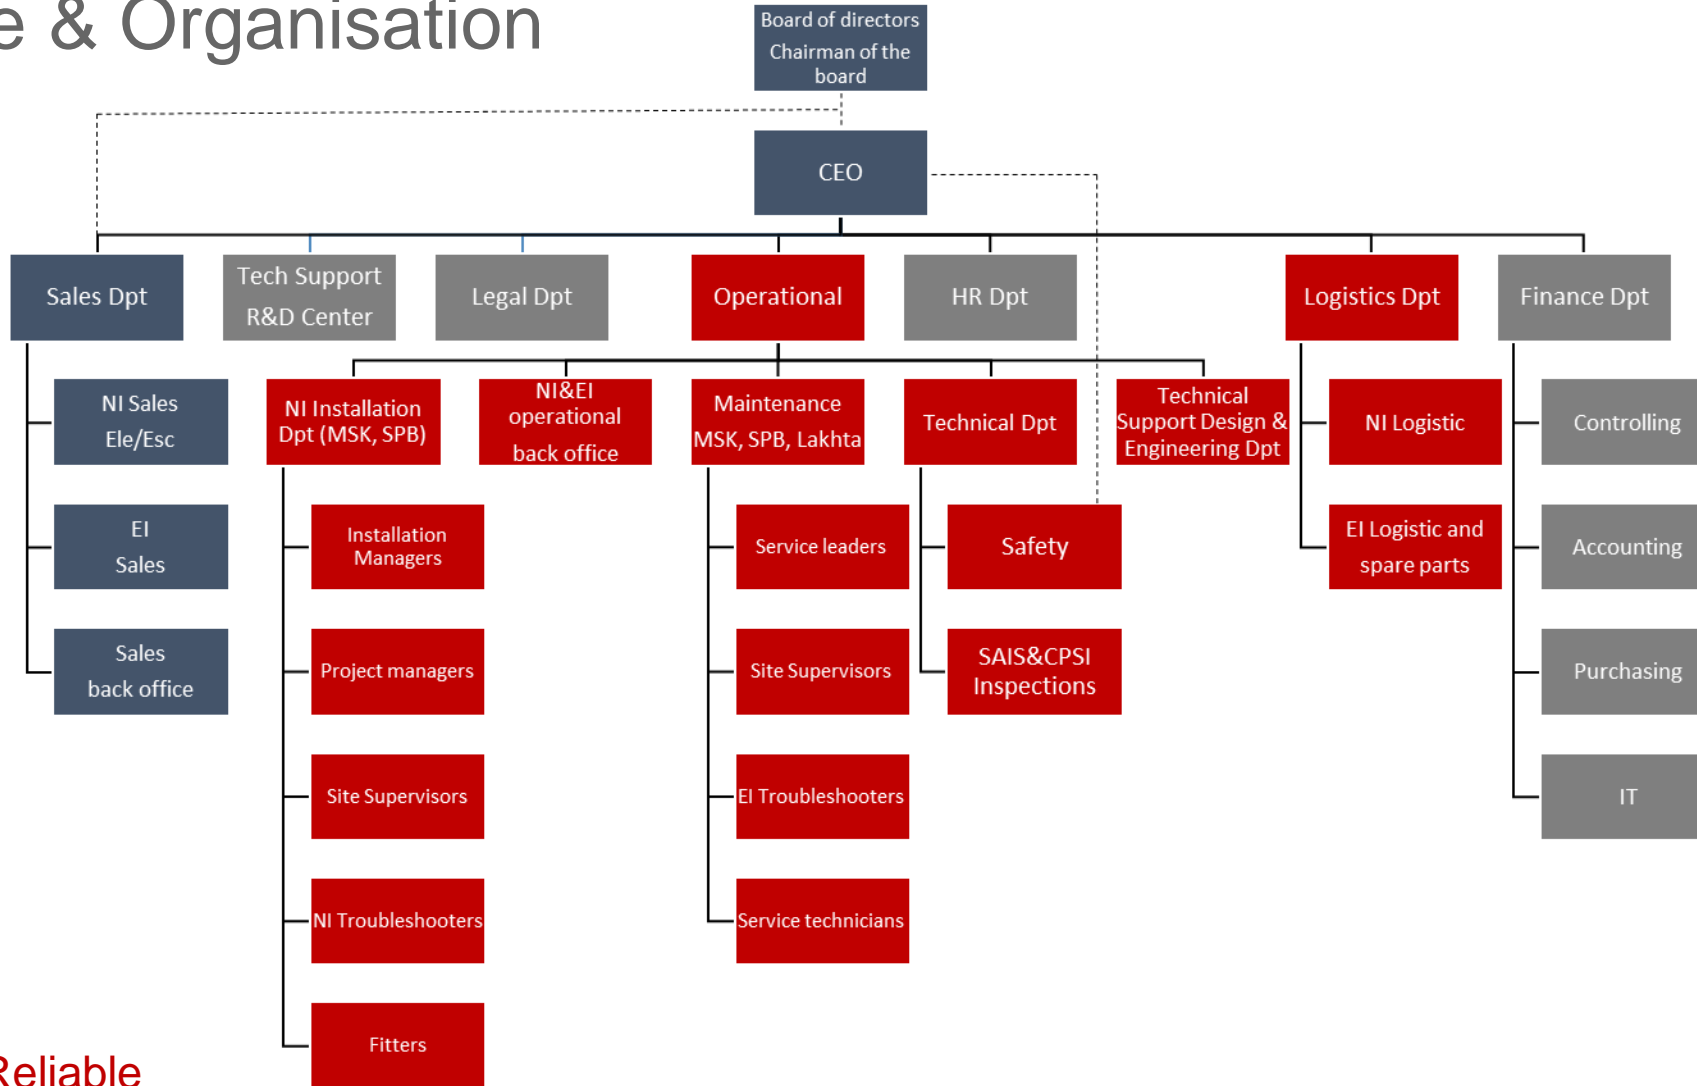 e & Organisation
Board of directors
Chairman of the
board
CEO
Sales Dpt
Tech Support
R&D Center
Legal Dpt
Operational
HR Dpt
Logistics Dpt
Finance Dpt
NI Sales
Ele/Esc
EI
Sales
Sales
back office
NI Installation
Dpt (MSK, SPB)
Installation
Managers
Project managers
Site Supervisors
NI Troubleshooters
Fitters
NI&EI
operational
back office
Maintenance
MSK, SPB, Lakhta
Service leaders
Site Supervisors
EI Troubleshooters
Service technicians
Technical Dpt
Safety
SAIS&CPSI
Inspections
Technical
Support Design &
Engineering Dpt
NI Logistic
EI Logistic and
spare parts
Controlling
Accounting
Purchasing
IT
Reliable